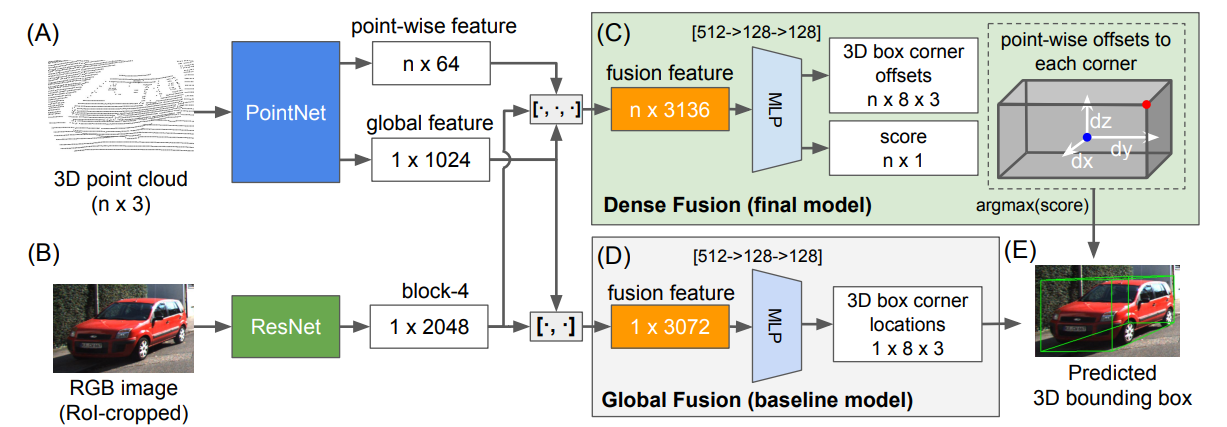 (A)
3D point cloud
(n x 3)
PointNet
point-wise feature
n x 64
global feature
1 x 1024
[·, ·, ·]
(B)
RGB image
(RoI-cropped)
ResNet
block-4
1 x 2048
[·, ·]
(C)
[512->128->128]
fusion feature
n x 3136
MLP
3D box corner
offsets
n x 8 x 3
score
n x 1
point-wise offsets to
each corner
dz
dy
dx
Dense Fusion (final model)
argmax(score)
(D)
[512->128->128]
fusion feature
1 x 3072
MLP
3D box corner
locations
1 x 8 x 3
Global Fusion (baseline model)
(E)
Predicted
3D bounding box